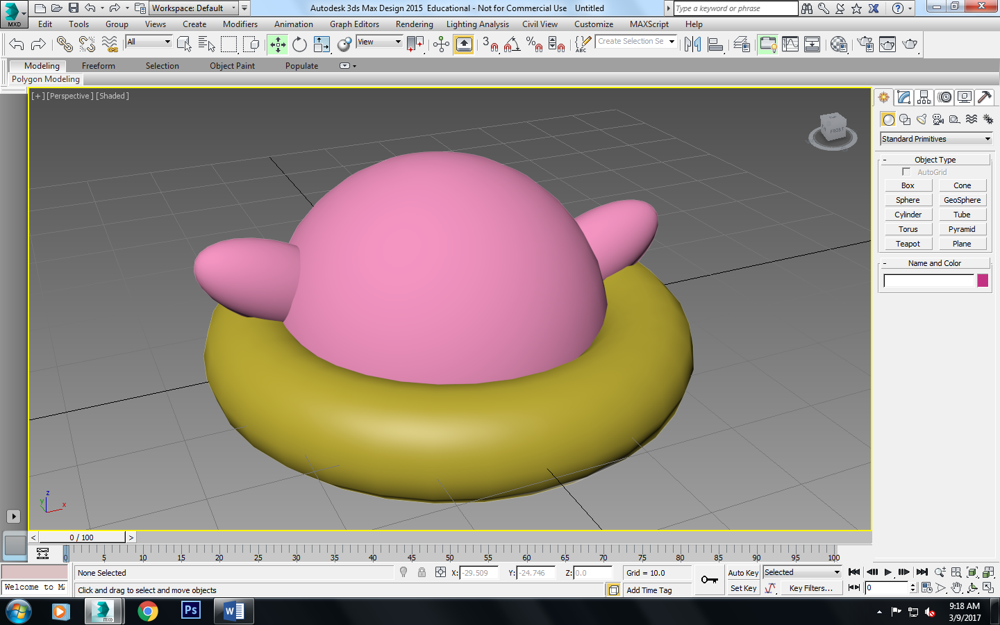 Workspace: Default
Autodesk 3ds Max Design 2015 Educational - Not for Commercial Use Untitled
Type a keyword or phrase
MXD
Edit Tools Group Views Create Modifiers Animation Graph Editors Rendering Lighting Analysis Civil View Customize MAXScript Help
All
View
3
%
ABC
Create Selection Se
Modeling Freeform Selection Object Paint Populate
Polygon Modeling
[ + ] [Perspective ] [Shaded ]
FRONT
Standard Primitives
- Object Type
AutoGrid
Box Cone
Sphere GeoSphere
Cylinder Tube
Torus Pyramid
Teapot Plane
- Name and Color
z
y
x
< 0 / 100 >
0 5 10 15 20 25 30 35 40 45 50 55 60 65 70 75 80 85 90 95 100
None Selected X: -29.509 Y: -24.746 Z: 0.0 Grid = 10.0 Auto Key Selected
Welcome to MA
Click and drag to select and move objects Add Time Tag Set Key Key Filters... 0
MXD
Ps
W
9:18 AM
3/9/2017